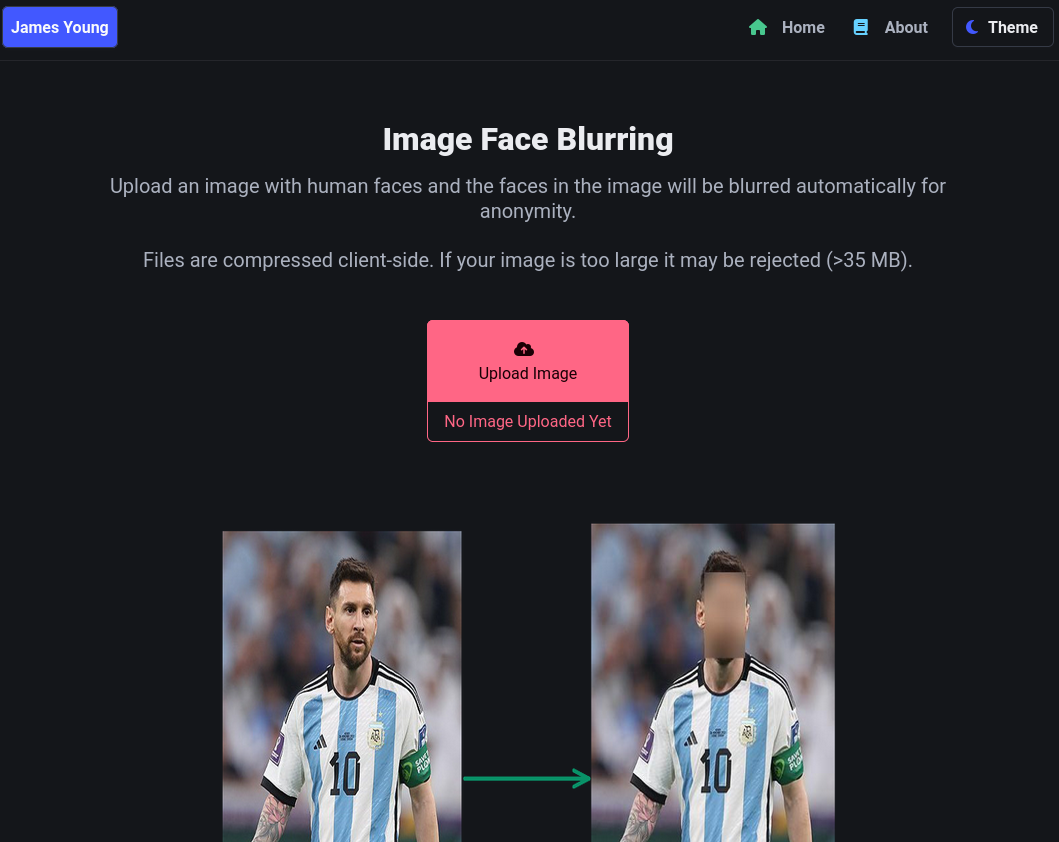 James Young
Home
About
Theme
Image Face Blurring
Upload an image with human faces and the faces in the image will be blurred automatically for
anonymity.
Files are compressed client-side. If your image is too large it may be rejected (>35 MB).
Upload Image
No Image Uploaded Yet
10
10